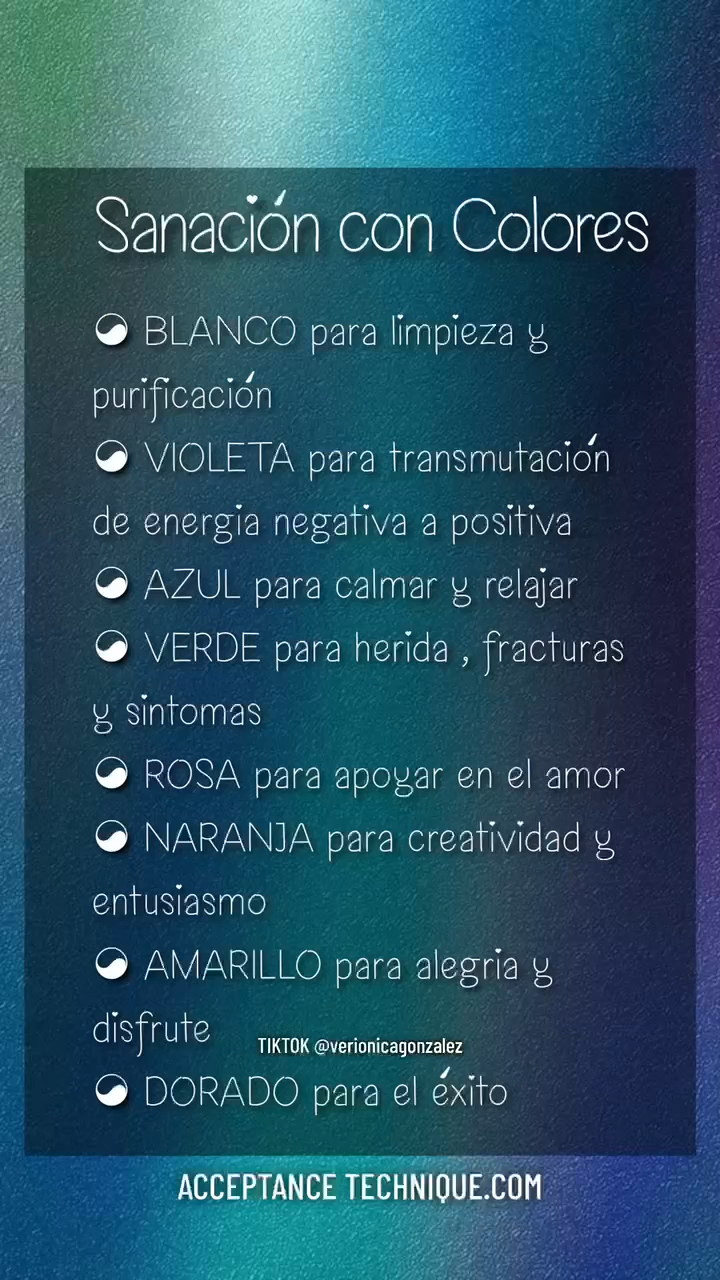 Sanación con Colores
BLANCO para limpieza y
purificación
VIOLETA para transmutación
de energia negativa a positiva
AZUL para calmar y relajar
VERDE para herida , fracturas
y sintomas
ROSA para apoyar en el amor
NARANJA para creatividad y
entusiasmo
AMARILLO para alegria y
disfrute
TIKTOK @verionicagonzalez
DORADO para el éxito
ACCEPTANCE TECHNIQUE.COM